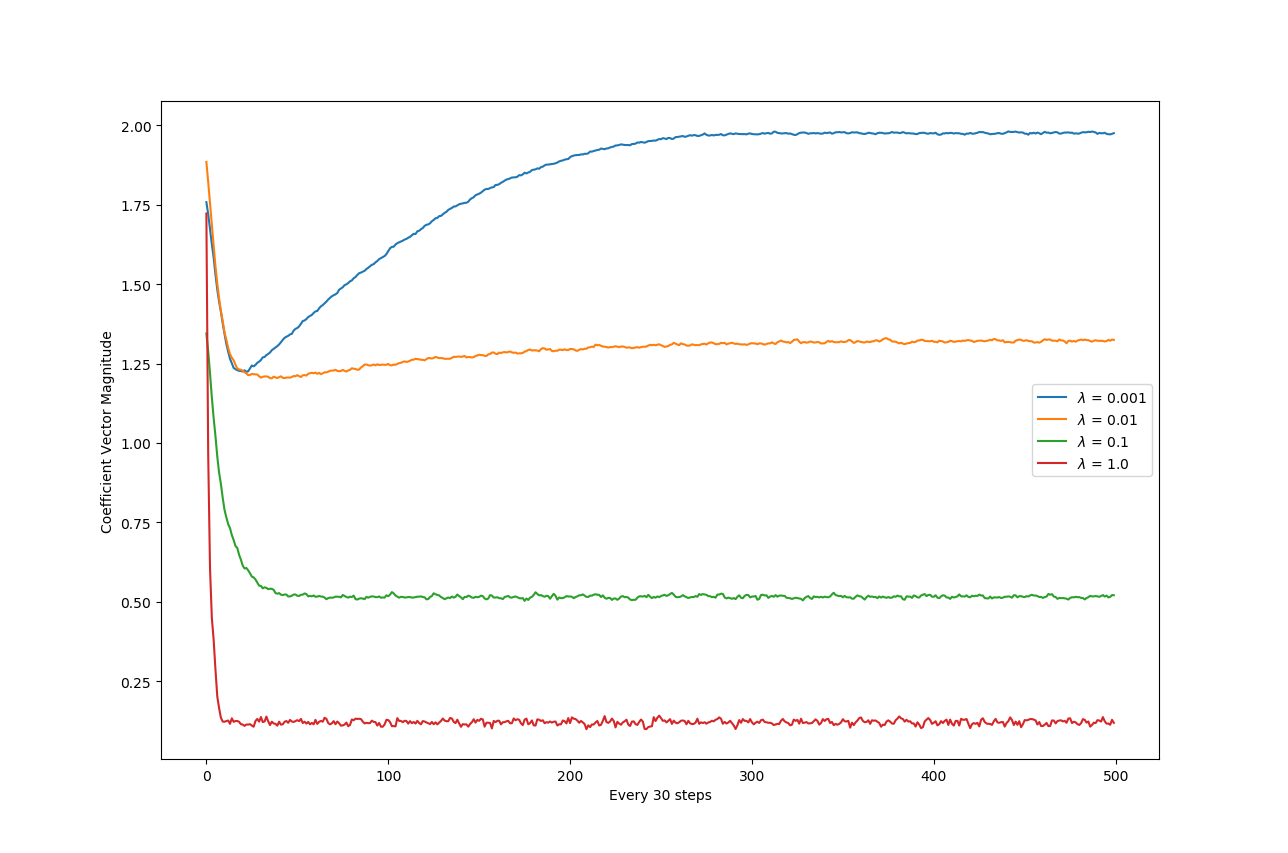 2.00
1.75
1.50
1.25
1.00
0.75
0.50
0.25
Coefficient Vector Magnitude
λ = 0.001
λ = 0.01
λ = 0.1
λ = 1.0
0 100 200 300 400 500
Every 30 steps